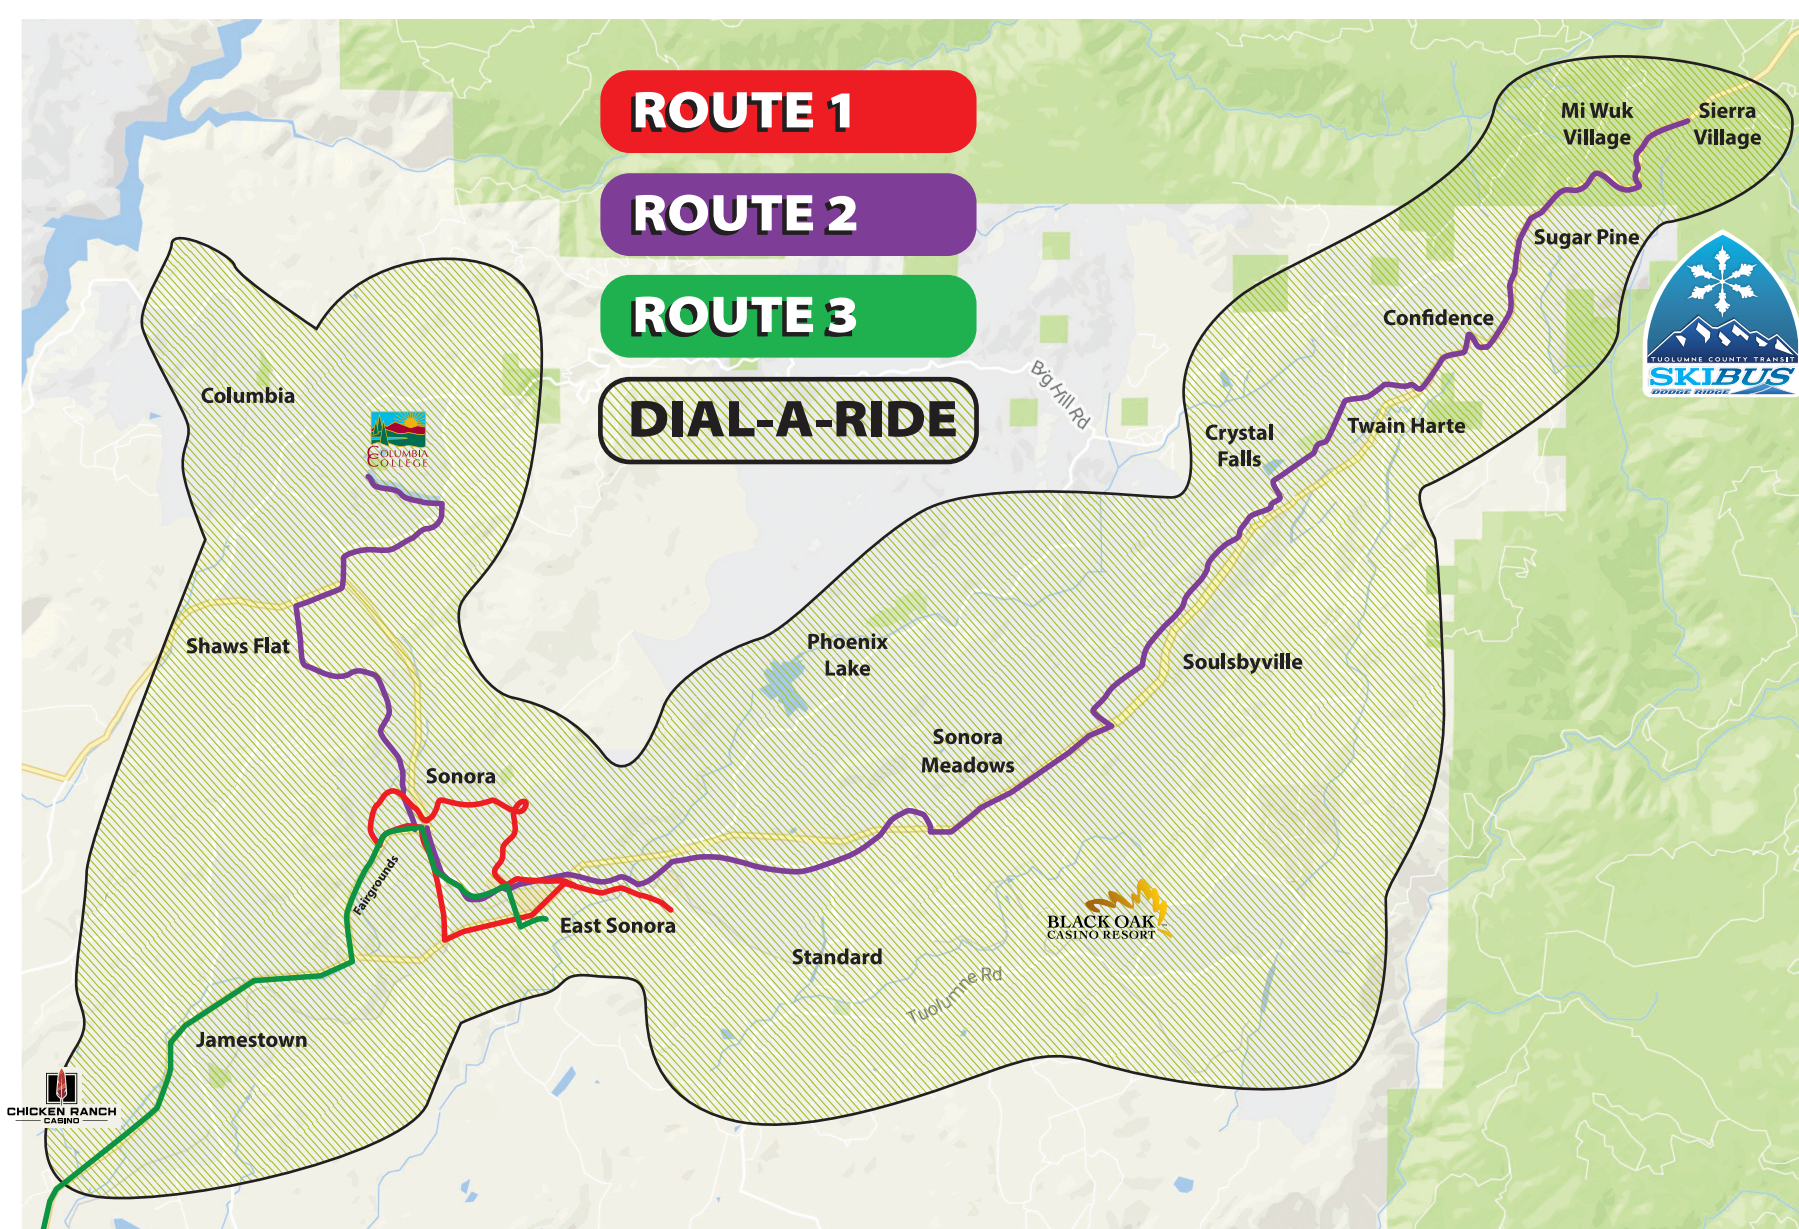 ROUTE 1
ROUTE 2
ROUTE 3
DIAL-A-RIDE
Mi Wuk
Village
Sierra
Village
Sugar Pine
Confidence
TUOLUMNE COUNTY TRANSIT
SKIBUS
DODGE RIDGE
Big Hill Rd
Twain Harte
Crystal
Falls
Columbia
COLUMBIA
COLLEGE
Shaws Flat
Phoenix
Lake
Soulsbyville
Sonora
Meadows
Sonora
Fairgrounds
East Sonora
BLACK OAK
CASINO RESORT
Standard
Tuolumne Rd
Jamestown
CHICKEN RANCH
CASINO